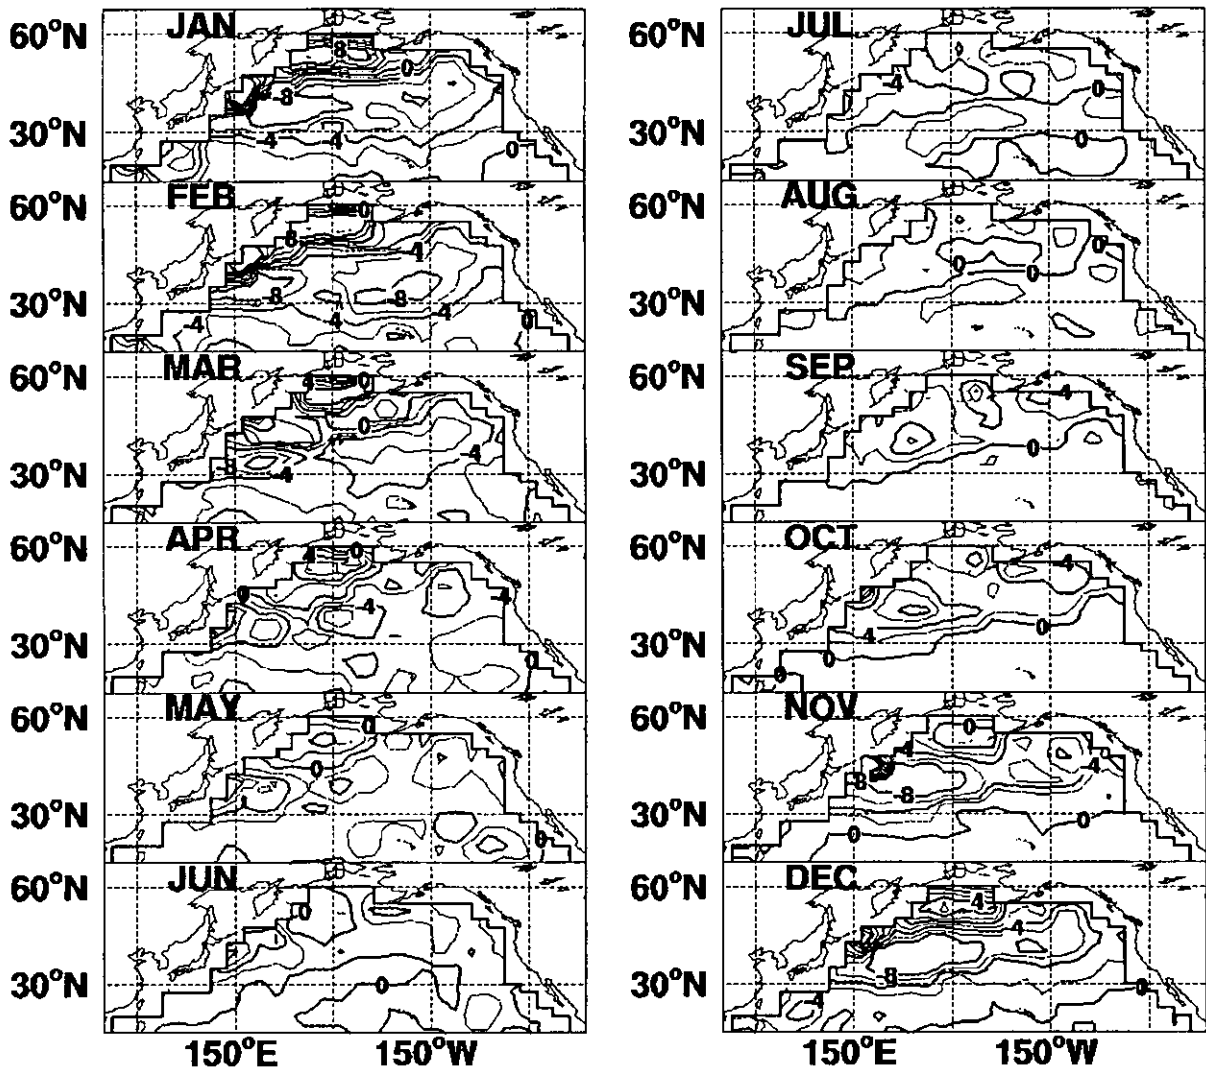 60°N JAN 8 0 -8
30°N -4 -4 0
FEB
60°N 0 8 -4
30°N -8 -8 -4 -4 -4 0
MAR
60°N 4 0 0
30°N -8 -4 -4
APR
60°N 4 0 0 -4 -4
30°N 0
MAY
60°N 0 0
30°N 0
JUN
60°N 0
30°N 0
150°E 150°W
60°N JUL -4 0
30°N 0
AUG
60°N 0 0 0
30°N
SEP
60°N -4
30°N 0
OCT
60°N -4
30°N -4 0 0 0
NOV
60°N 0 -4 -4
30°N -8 -8 0 0
DEC
60°N 4 -4
30°N -8 -4 0
150°E 150°W